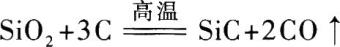 SiO₂+3C 高温 ═══ SiC+2CO↑